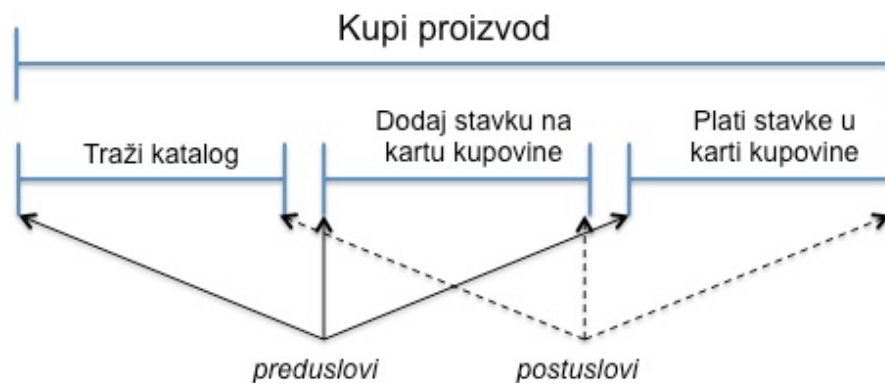 Kupi proizvod
Traži katalog
Dodaj stavku na
kartu kupovine
Plati stavke u
karti kupovine
preduslovi
postuslovi